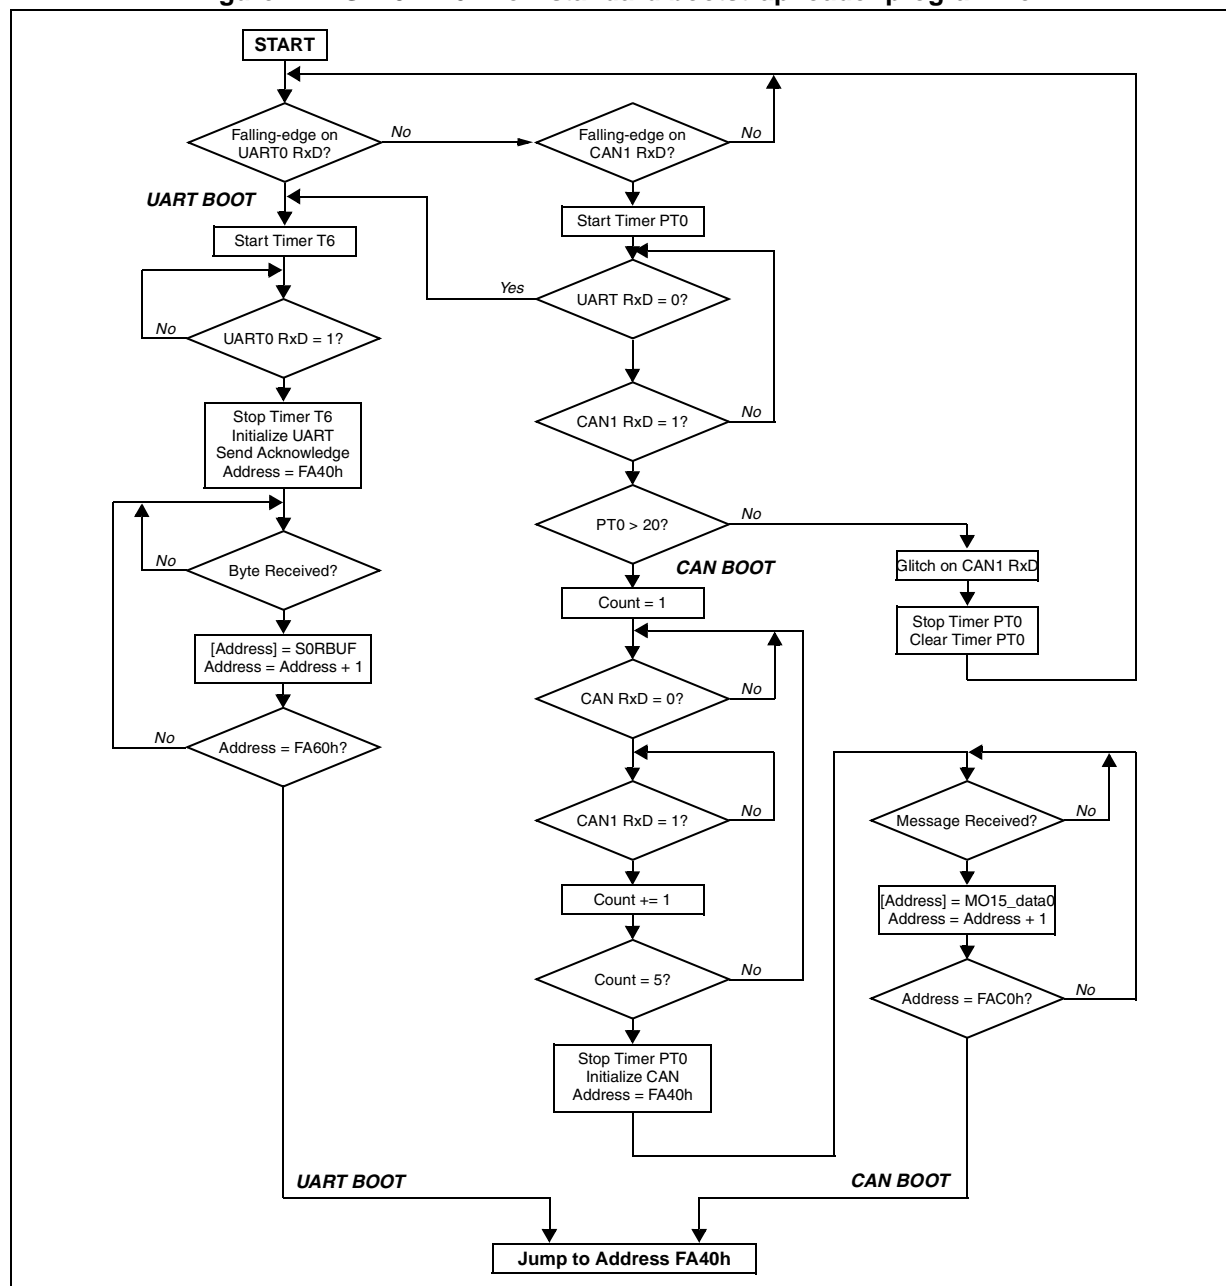 Figure standard bootstrap loader program
START
Falling-edge on
UART0 RxD?
No
Falling-edge on
CAN1 RxD?
No
UART BOOT
Start Timer T6
Start Timer PT0
Yes
UART RxD = 0?
No
UART0 RxD = 1?
CAN1 RxD = 1?
No
Stop Timer T6
Initialize UART
Send Acknowledge
Address = FA40h
PT0 > 20?
No
No
Byte Received?
CAN BOOT
Glitch on CAN1 RxD
Count = 1
Stop Timer PT0
Clear Timer PT0
[Address] = S0RBUF
Address = Address + 1
CAN RxD = 0?
No
No
Address = FA60h?
CAN1 RxD = 1?
No
Message Received?
No
Count += 1
[Address] = MO15_data0
Address = Address + 1
Count = 5?
No
Address = FAC0h?
No
Stop Timer PT0
Initialize CAN
Address = FA40h
UART BOOT
CAN BOOT
Jump to Address FA40h